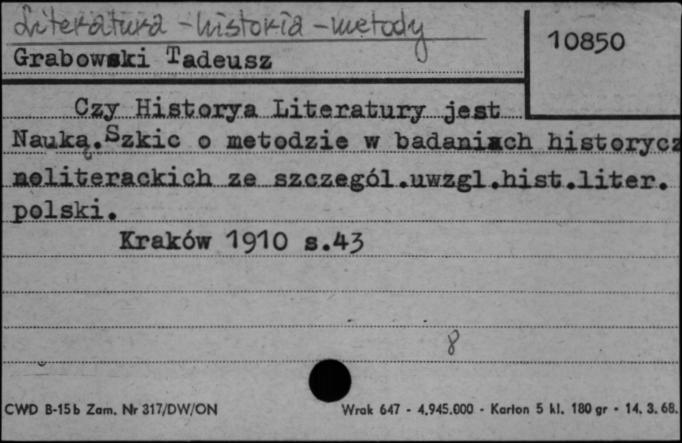 Literatura - historia - metody
10850
Grabowski Tadeusz
Czy Historya Literatury jest
Nauką.Szkic o metodzie w badaniach historycz
noliterackich ze szczegól.uwzgl.hist.liter.
polski.
Kraków 1910 s.43
8
CWD B-15b Zam. Nr 317/DW/ON
Wrak 647 - 4.945.000 - Karton 5 kl. 180 gr - 14. 3. 68.